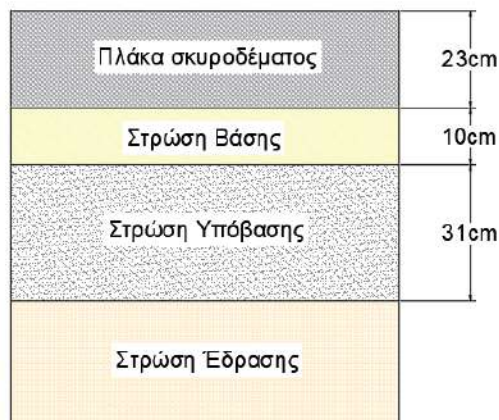 Πλάκα σκυροδέματος
23cm
Στρώση Βάσης
10cm
Στρώση Υπόβασης
31cm
Στρώση Έδρασης